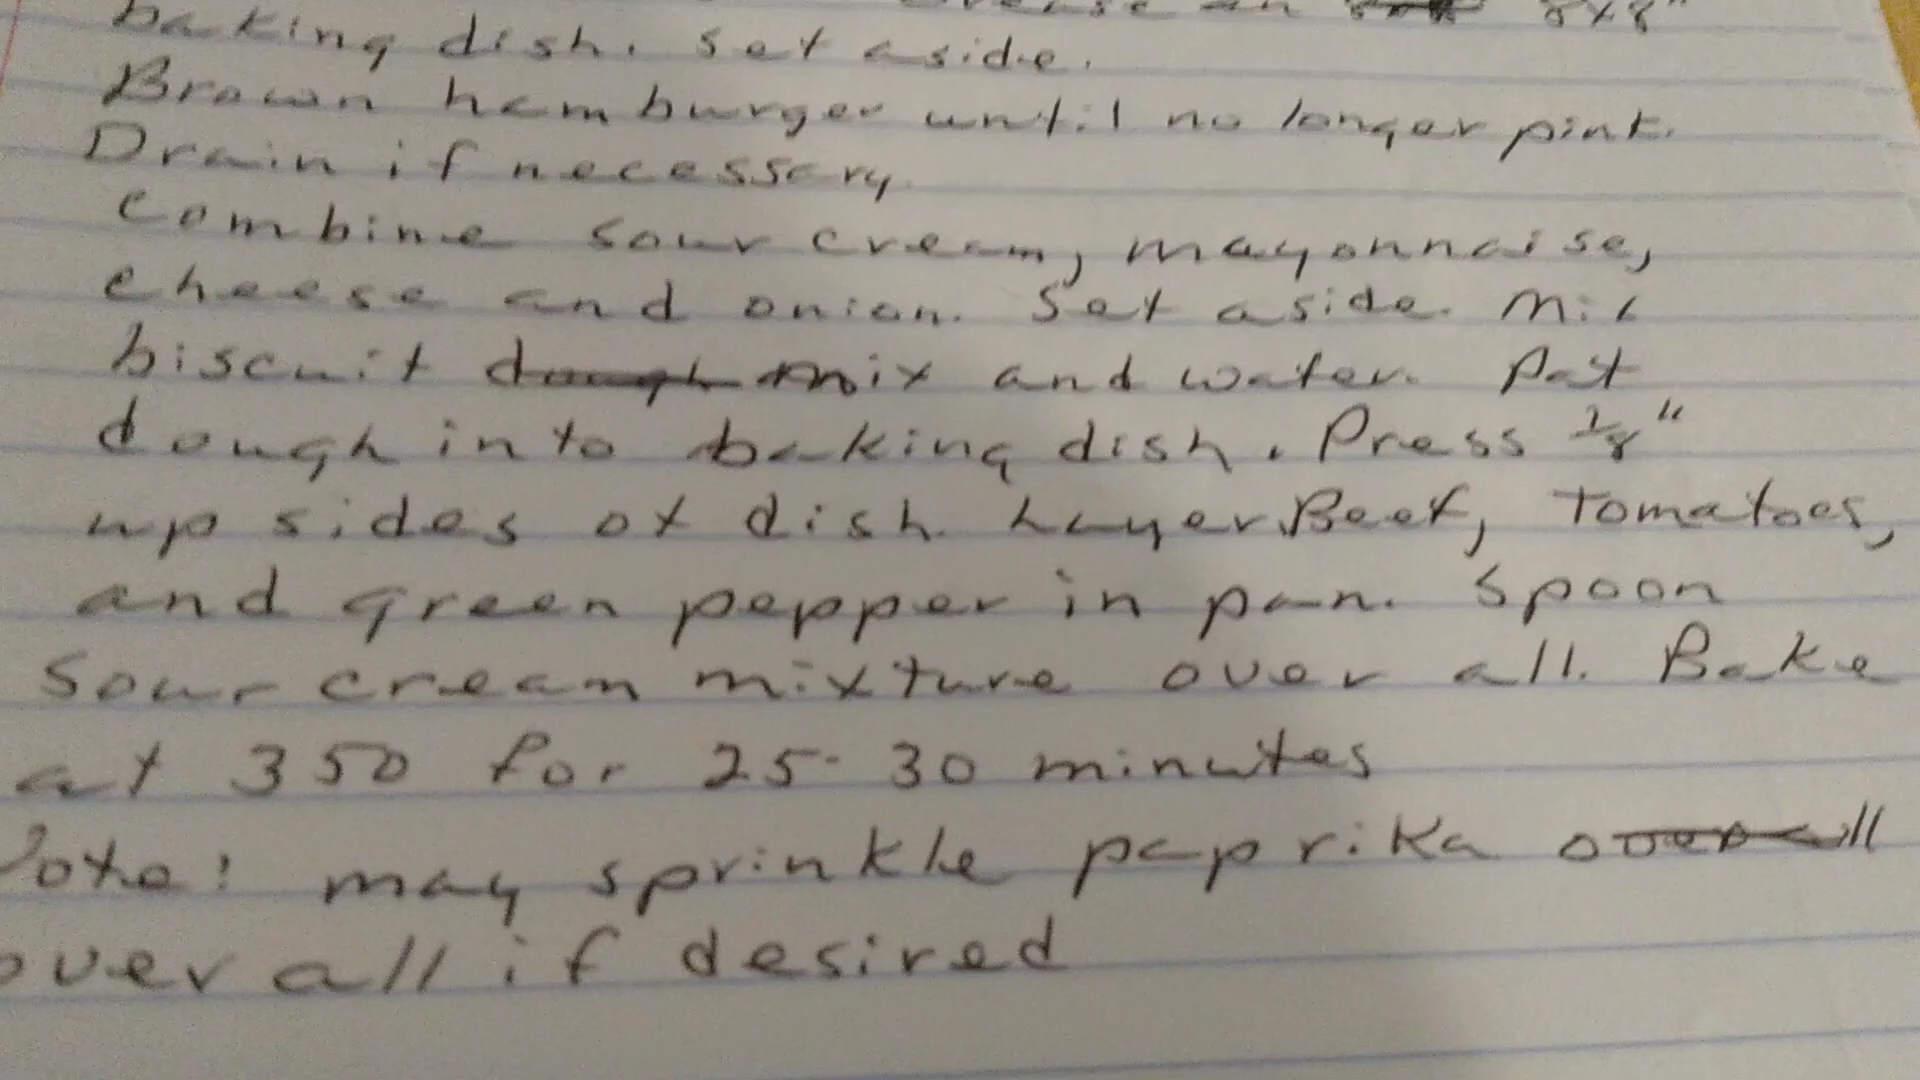 Grease an 8x8"
baking dish. Set aside.
Brown hamburger until no longer pink.
Drain if necessary.
Combine sour cream, mayonnaise,
cheese and onion. Set aside. Mix
biscuit dough mix and water. Pat
dough into baking dish. Press 1/8"
up sides of dish. Layer Beef, Tomatoes,
and green pepper in pan. Spoon
Sour cream mixture over all. Bake
at 350 for 25-30 minutes
Note: may sprinkle paprika over all
over all if desired